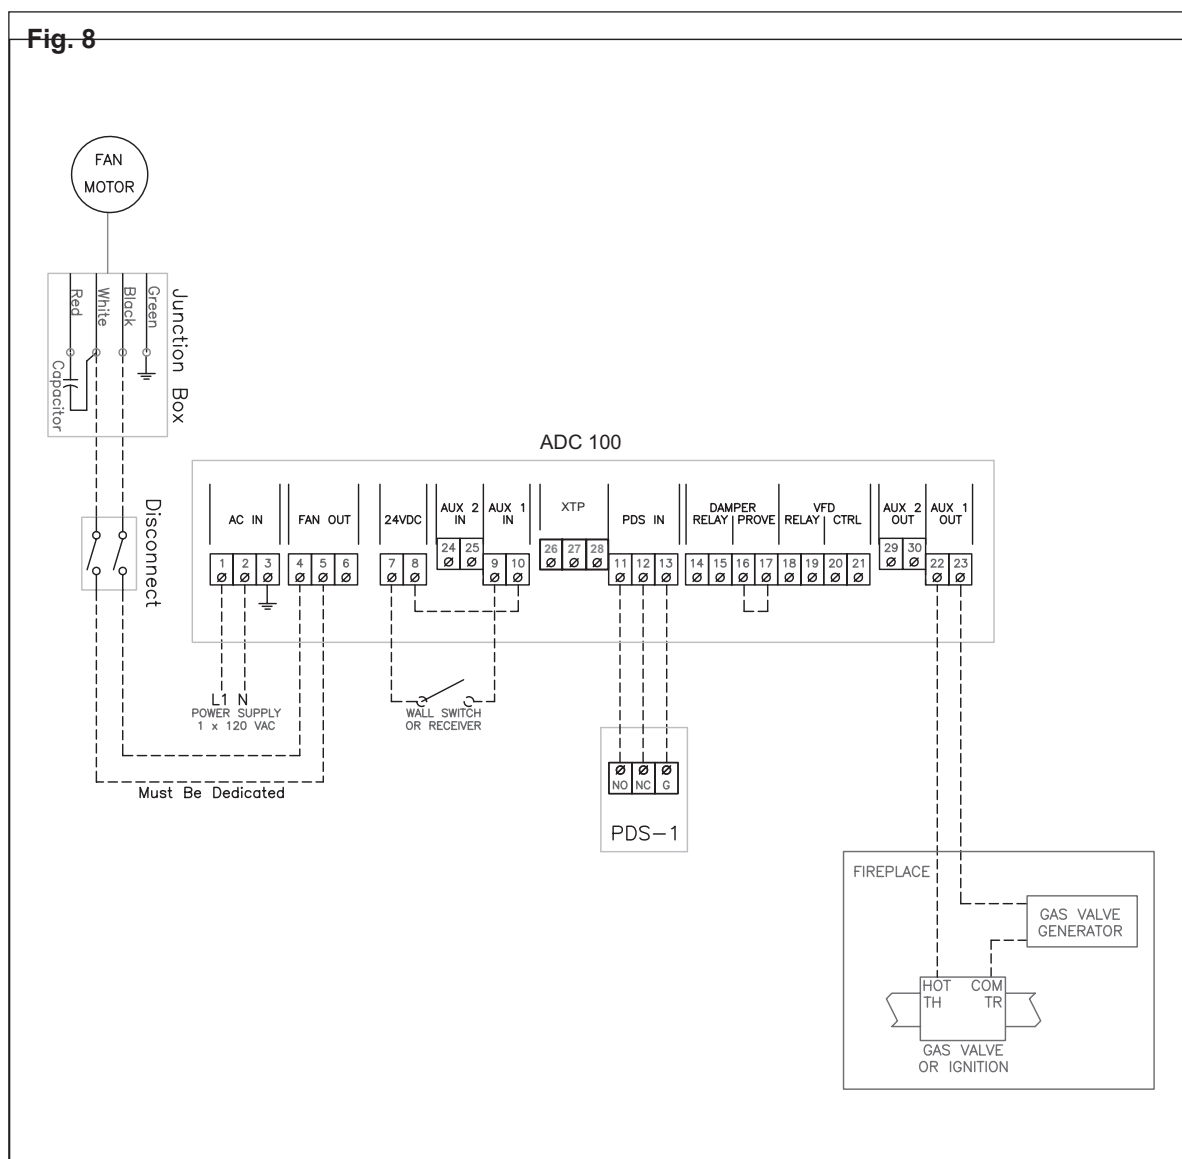 Fig. 8
FAN
MOTOR
Red
White
Black
Green
Capacitor
Junction Box
Disconnect
ADC 100
AC IN
FAN OUT
24VDC
AUX 2
IN
AUX 1
IN
XTP
PDS IN
DAMPER
RELAY PROVE
VFD
RELAY CTRL
AUX 2
OUT
AUX 1
OUT
1 2 3
4 5 6
7 8
24 25
9 10
26 27 28
11 12 13
14 15 16 17
18 19 20 21
29 30
22 23
L1 N
POWER SUPPLY
1 x 120 VAC
WALL SWITCH
OR RECEIVER
Must Be Dedicated
NO NC G
PDS-1
FIREPLACE
GAS VALVE
GENERATOR
HOT COM
TH TR
GAS VALVE
OR IGNITION